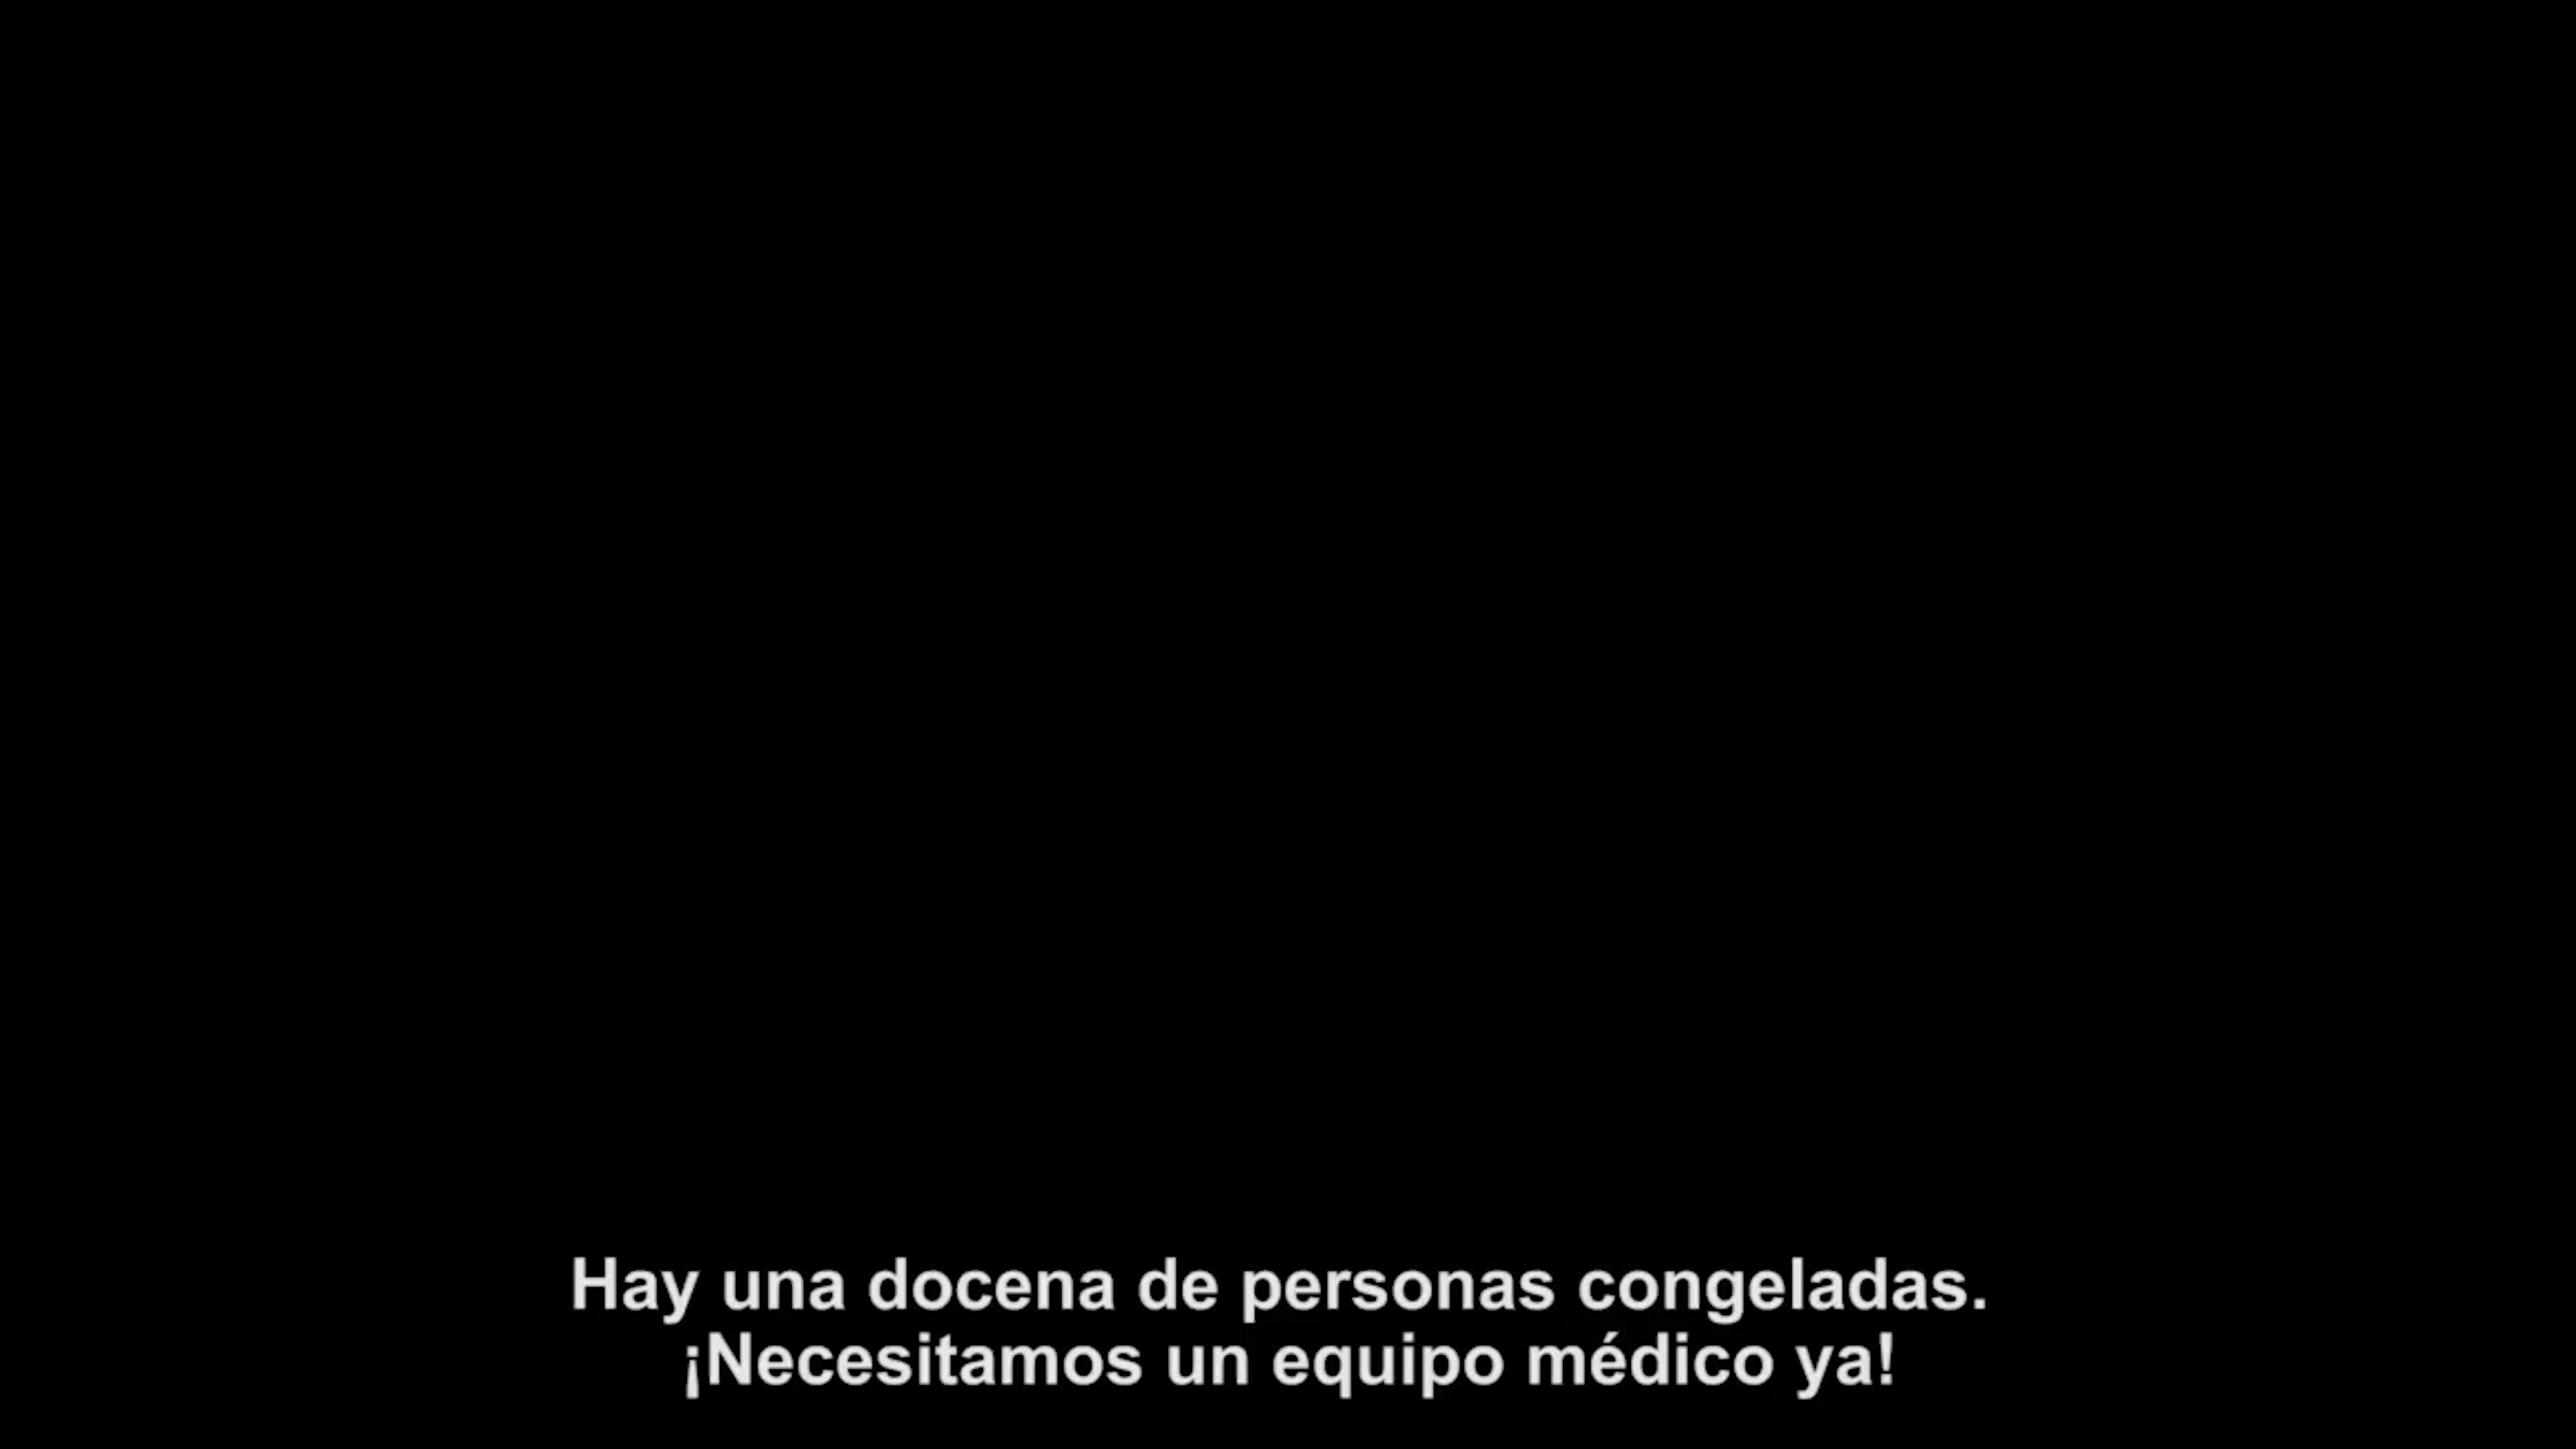 Hay una docena de personas congeladas.
¡Necesitamos un equipo médico ya!